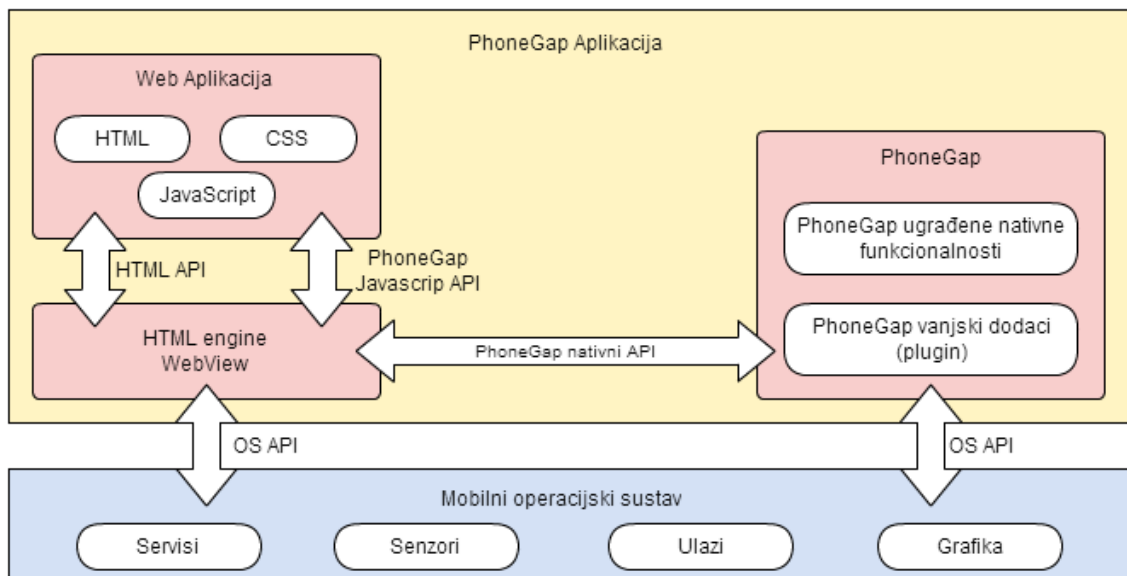 PhoneGap Aplikacija
Web Aplikacija
HTML
CSS
JavaScript
HTML API
PhoneGap
Javascrip API
HTML engine
WebView
PhoneGap nativni API
PhoneGap
PhoneGap ugrađene nativne
funkcionalnosti
PhoneGap vanjski dodaci
(plugin)
OS API
OS API
Mobilni operacijski sustav
Servisi
Senzori
Ulazi
Grafika